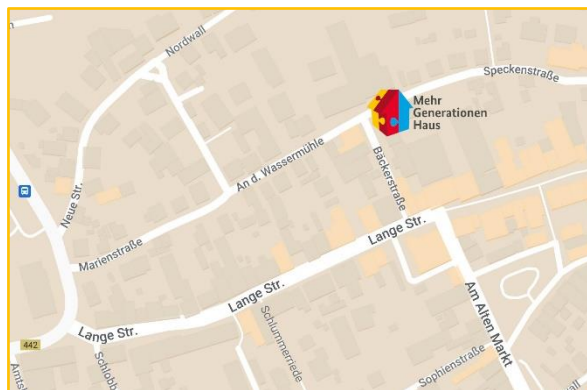 Nordwall
Speckenstraße
Mehr
Generationen
Haus
An d. Wassermühle
Bäckerstraße
Neue Str.
Marienstraße
Lange Str.
Lange Str.
Lange Str.
Am Alten Markt
Schlummerriede
Sophienstraße
442